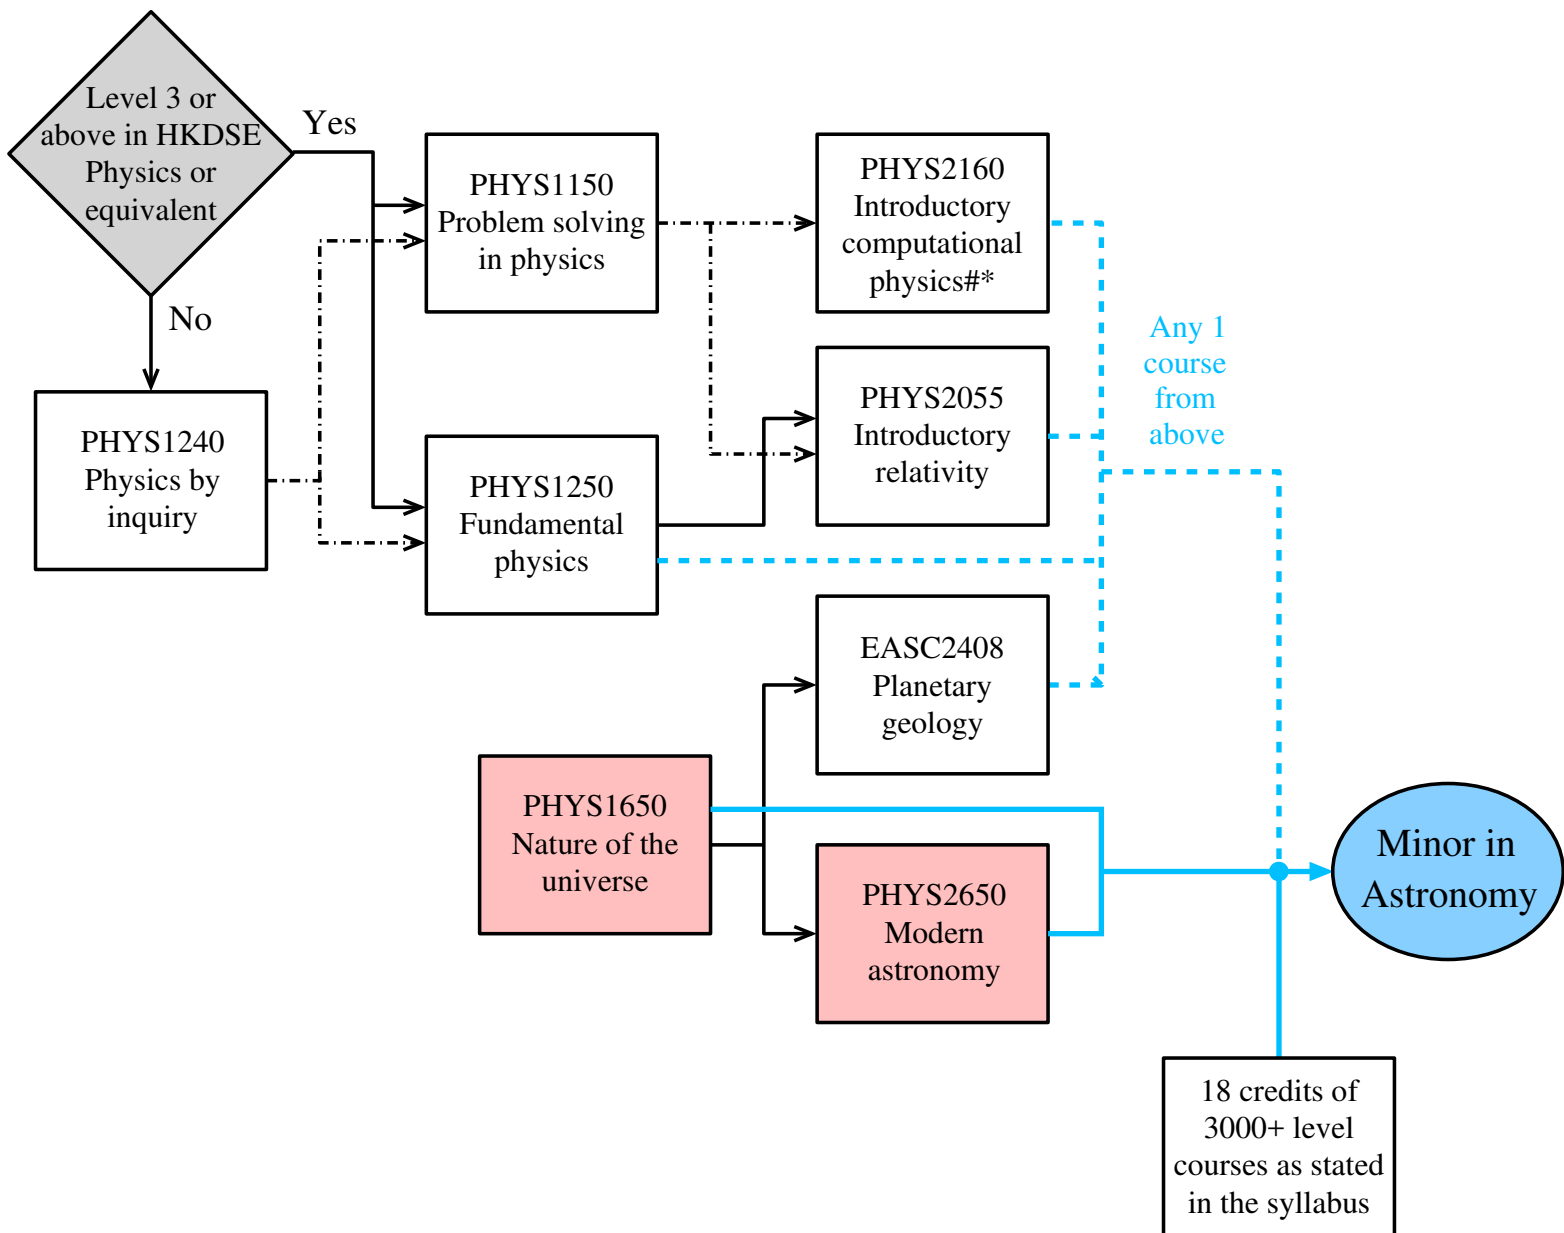 Level 3 or
above in HKDSE
Physics or
equivalent
Yes
No
PHYS1240
Physics by
inquiry
PHYS1150
Problem solving
in physics
PHYS1250
Fundamental
physics
PHYS2160
Introductory
computational
physics#*
PHYS2055
Introductory
relativity
Any 1
course
from
above
EASC2408
Planetary
geology
PHYS1650
Nature of the
universe
PHYS2650
Modern
astronomy
Minor in
Astronomy
18 credits of
3000+ level
courses as stated
in the syllabus